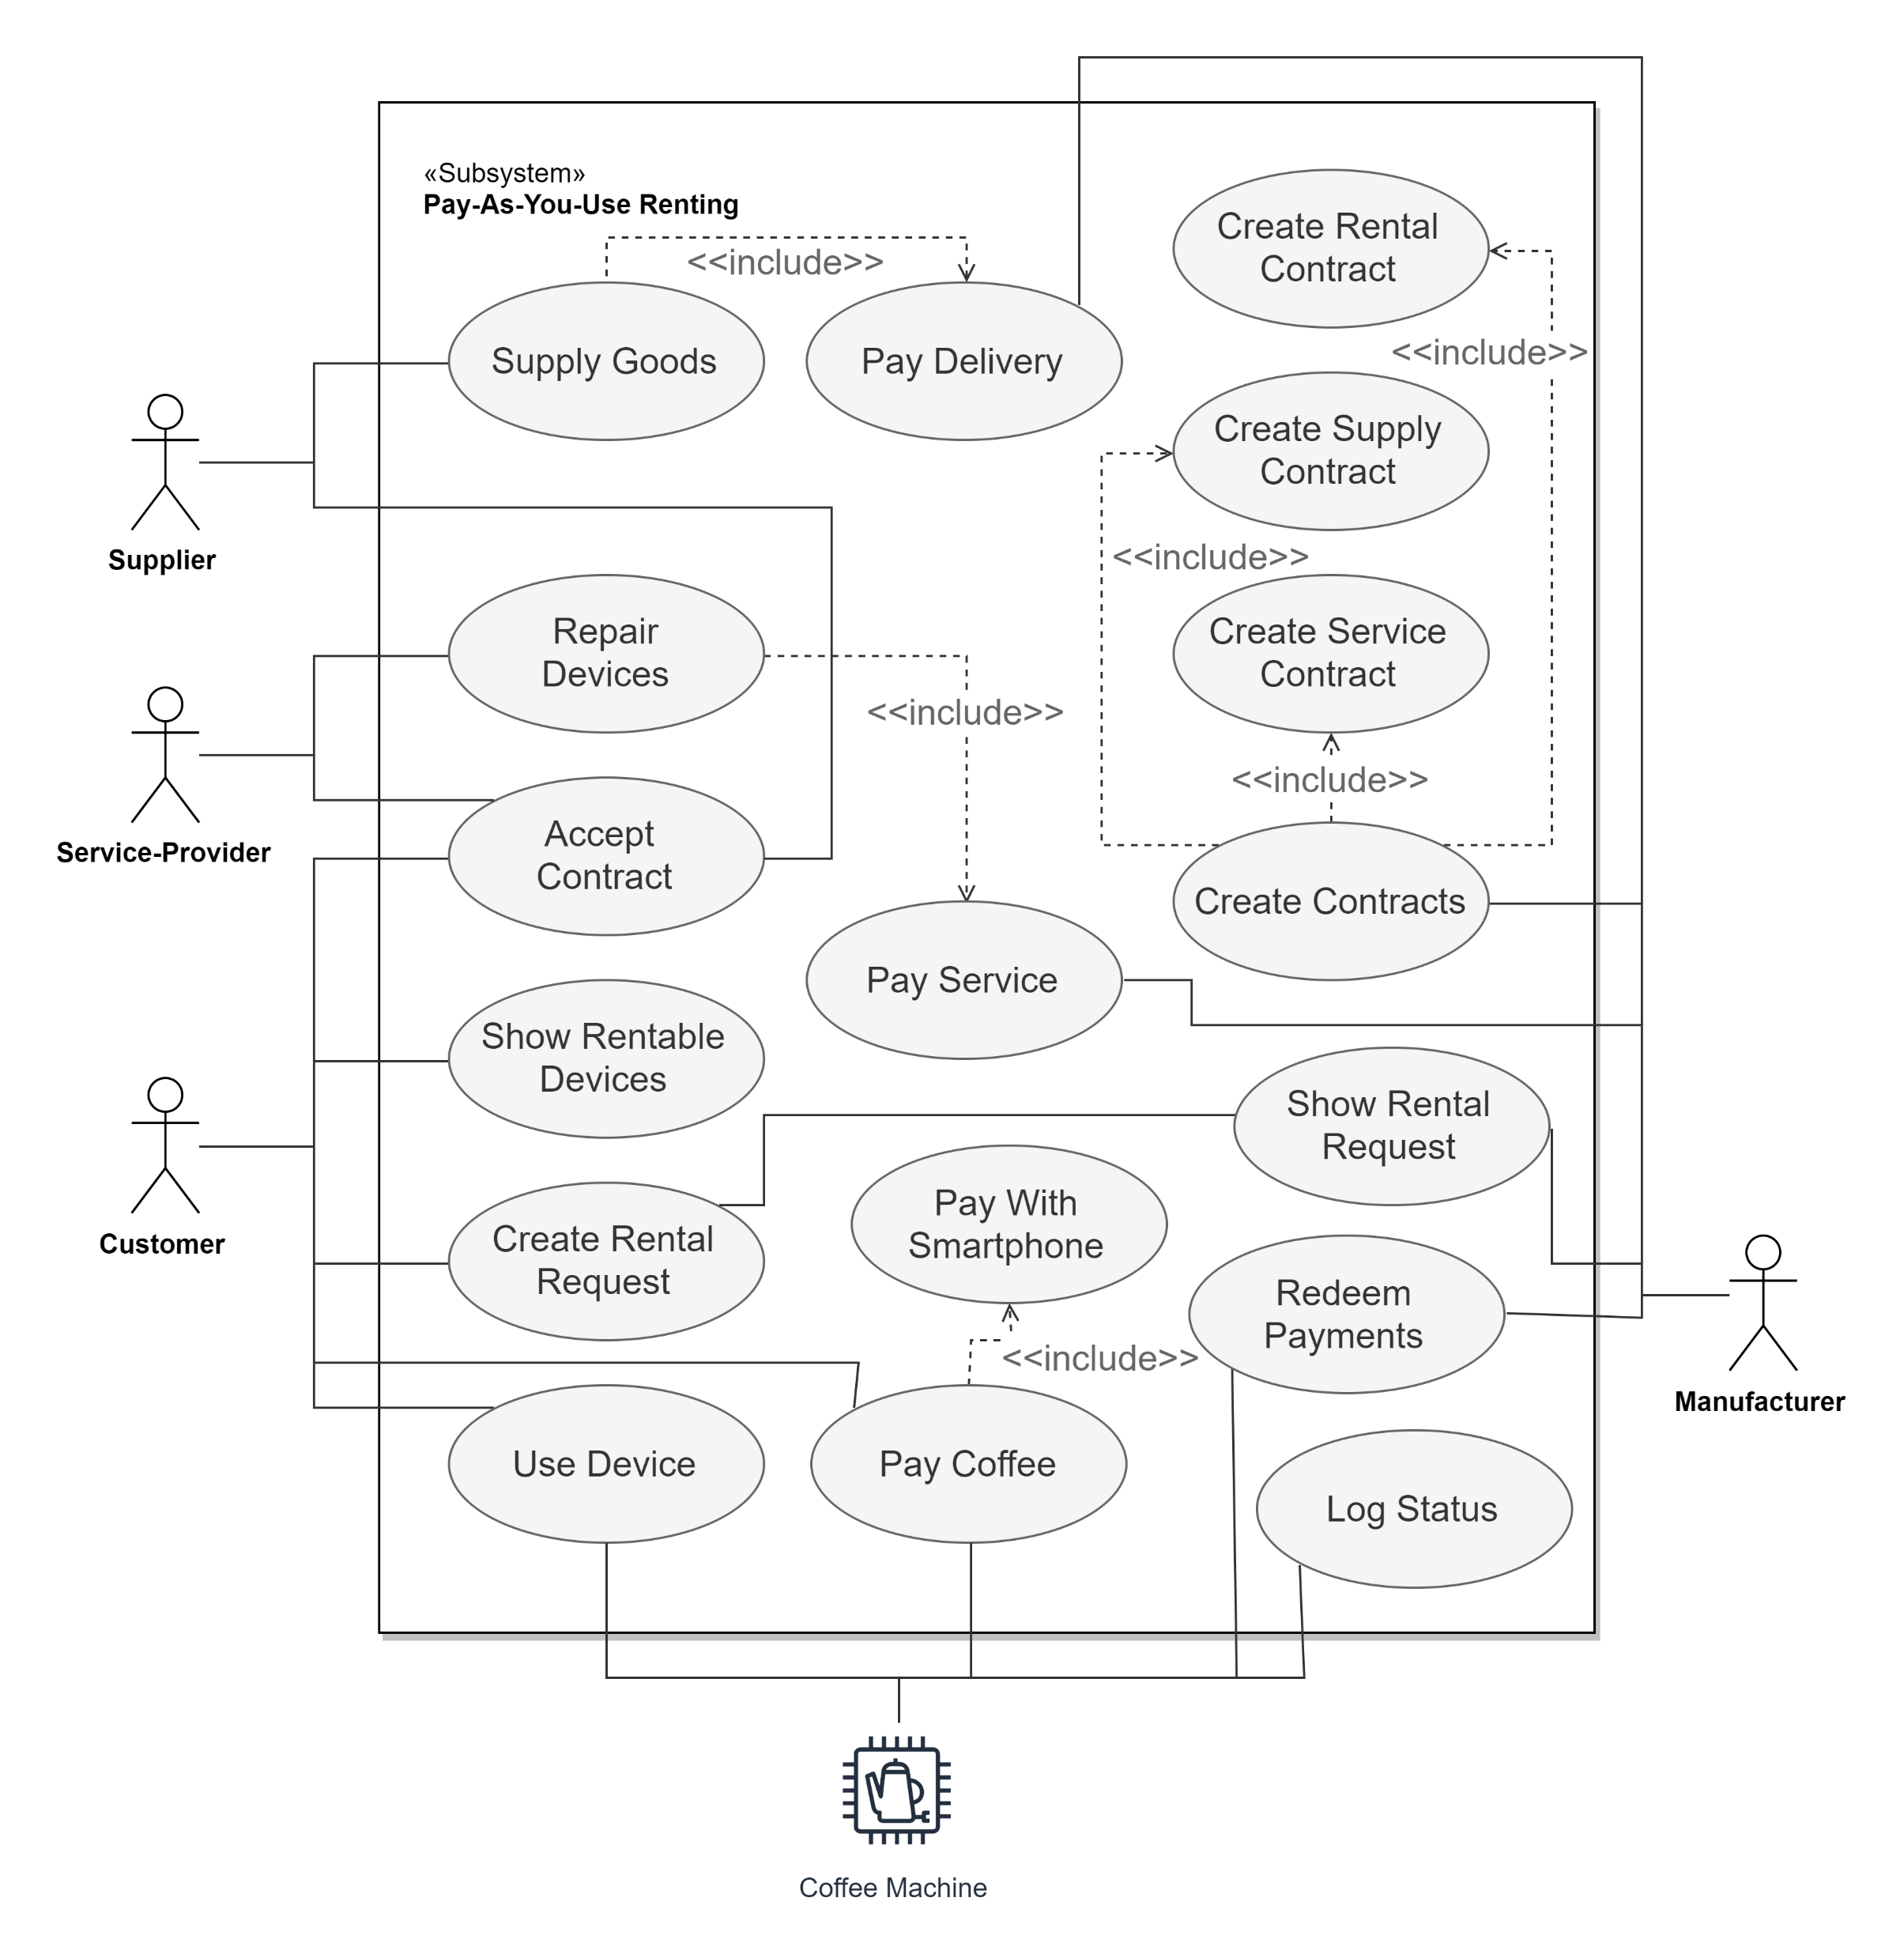 «Subsystem»
Pay-As-You-Use Renting
Create Rental
Contract
<<include>>
Supply Goods
Pay Delivery
<<include>>
Create Supply
Contract
Supplier
<<include>>
Repair
Devices
Create Service
Contract
<<include>>
<<include>>
Service-Provider
Accept
Contract
Create Contracts
Pay Service
Show Rentable
Devices
Show Rental
Request
Customer
Create Rental
Request
Pay With
Smartphone
Redeem
Payments
<<include>>
Manufacturer
Use Device
Pay Coffee
Log Status
Coffee Machine